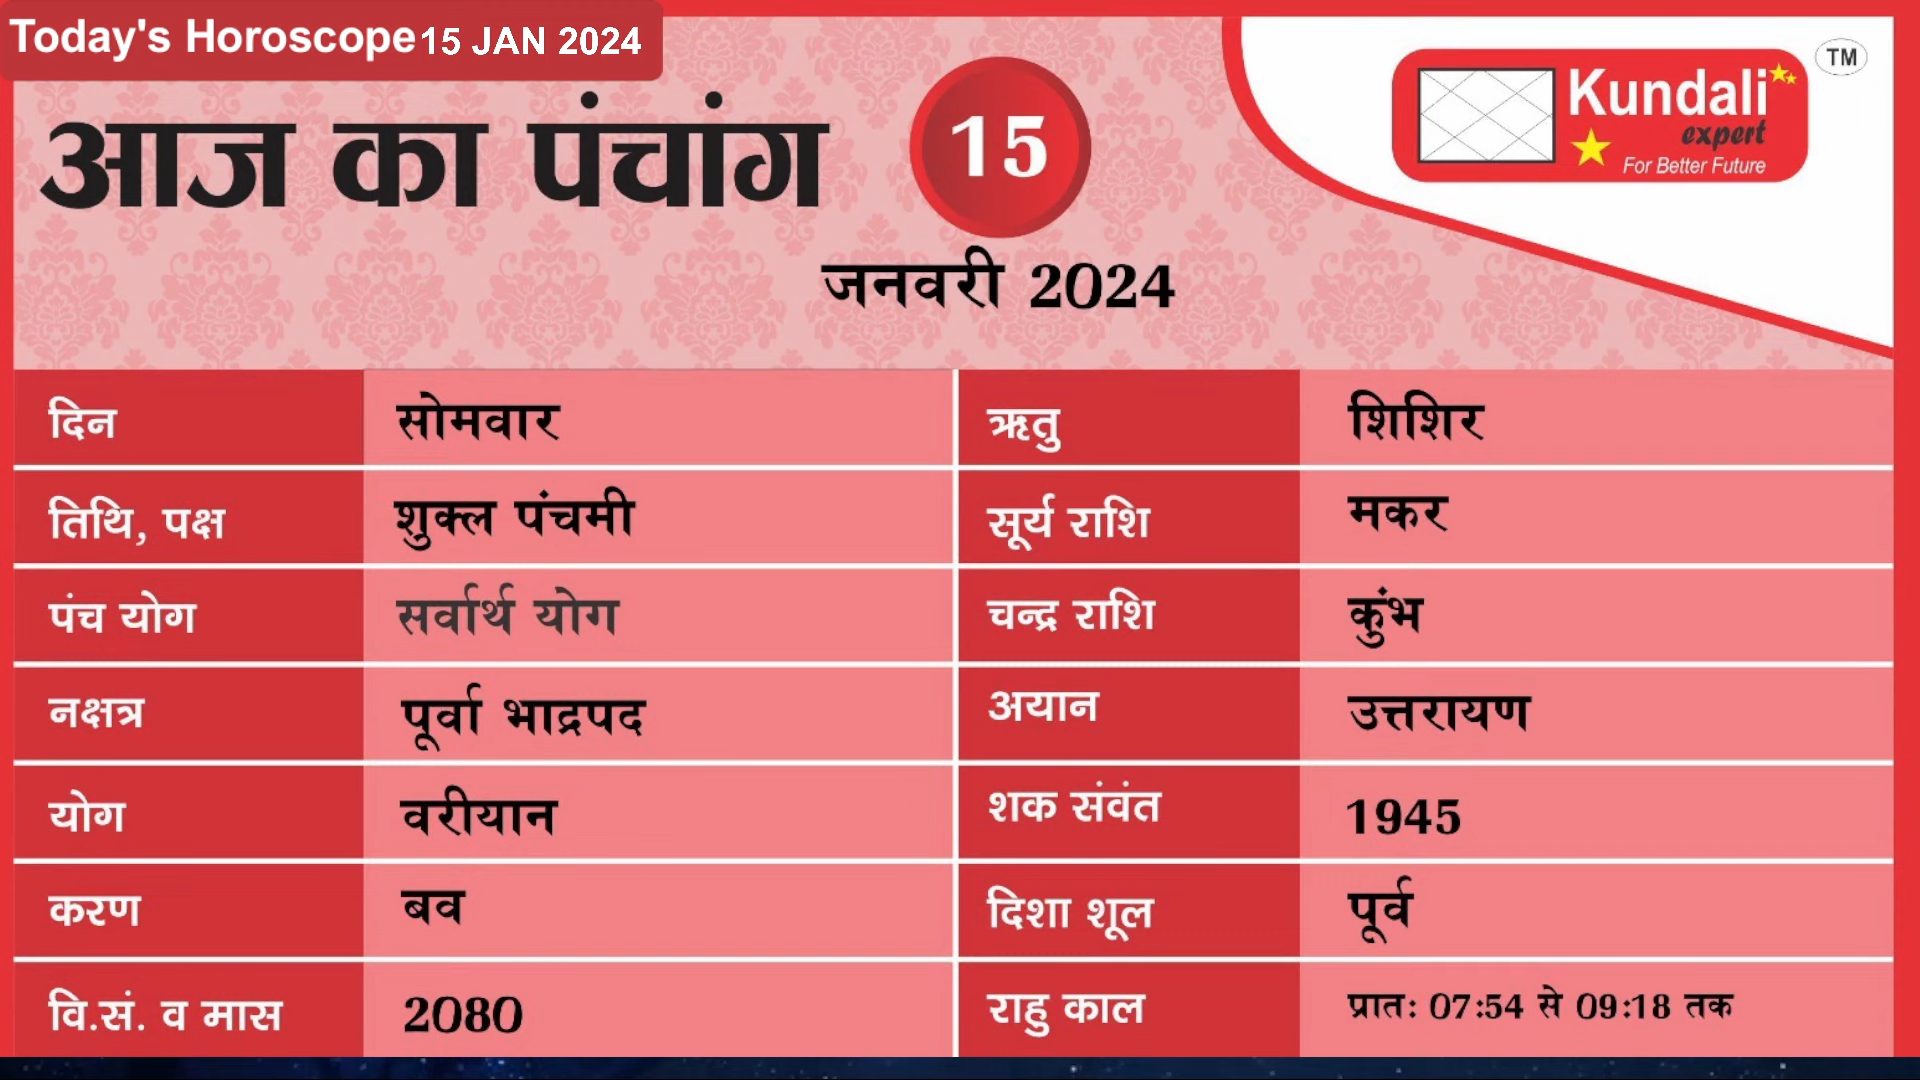 Today's Horoscope 15 JAN 2024
TM
Kundali
expert
For Better Future
आज का पंचांग
15
जनवरी 2024
दिन सोमवार ऋतु शिशिर
तिथि, पक्ष शुक्ल पंचमी सूर्य राशि मकर
पंच योग सर्वार्थ योग चन्द्र राशि कुंभ
नक्षत्र पूर्वा भाद्रपद अयान उत्तरायण
योग वरीयान शक संवंत 1945
करण बव दिशा शूल पूर्व
वि.सं. व मास 2080 राहु काल प्रातः 07:54 से 09:18 तक